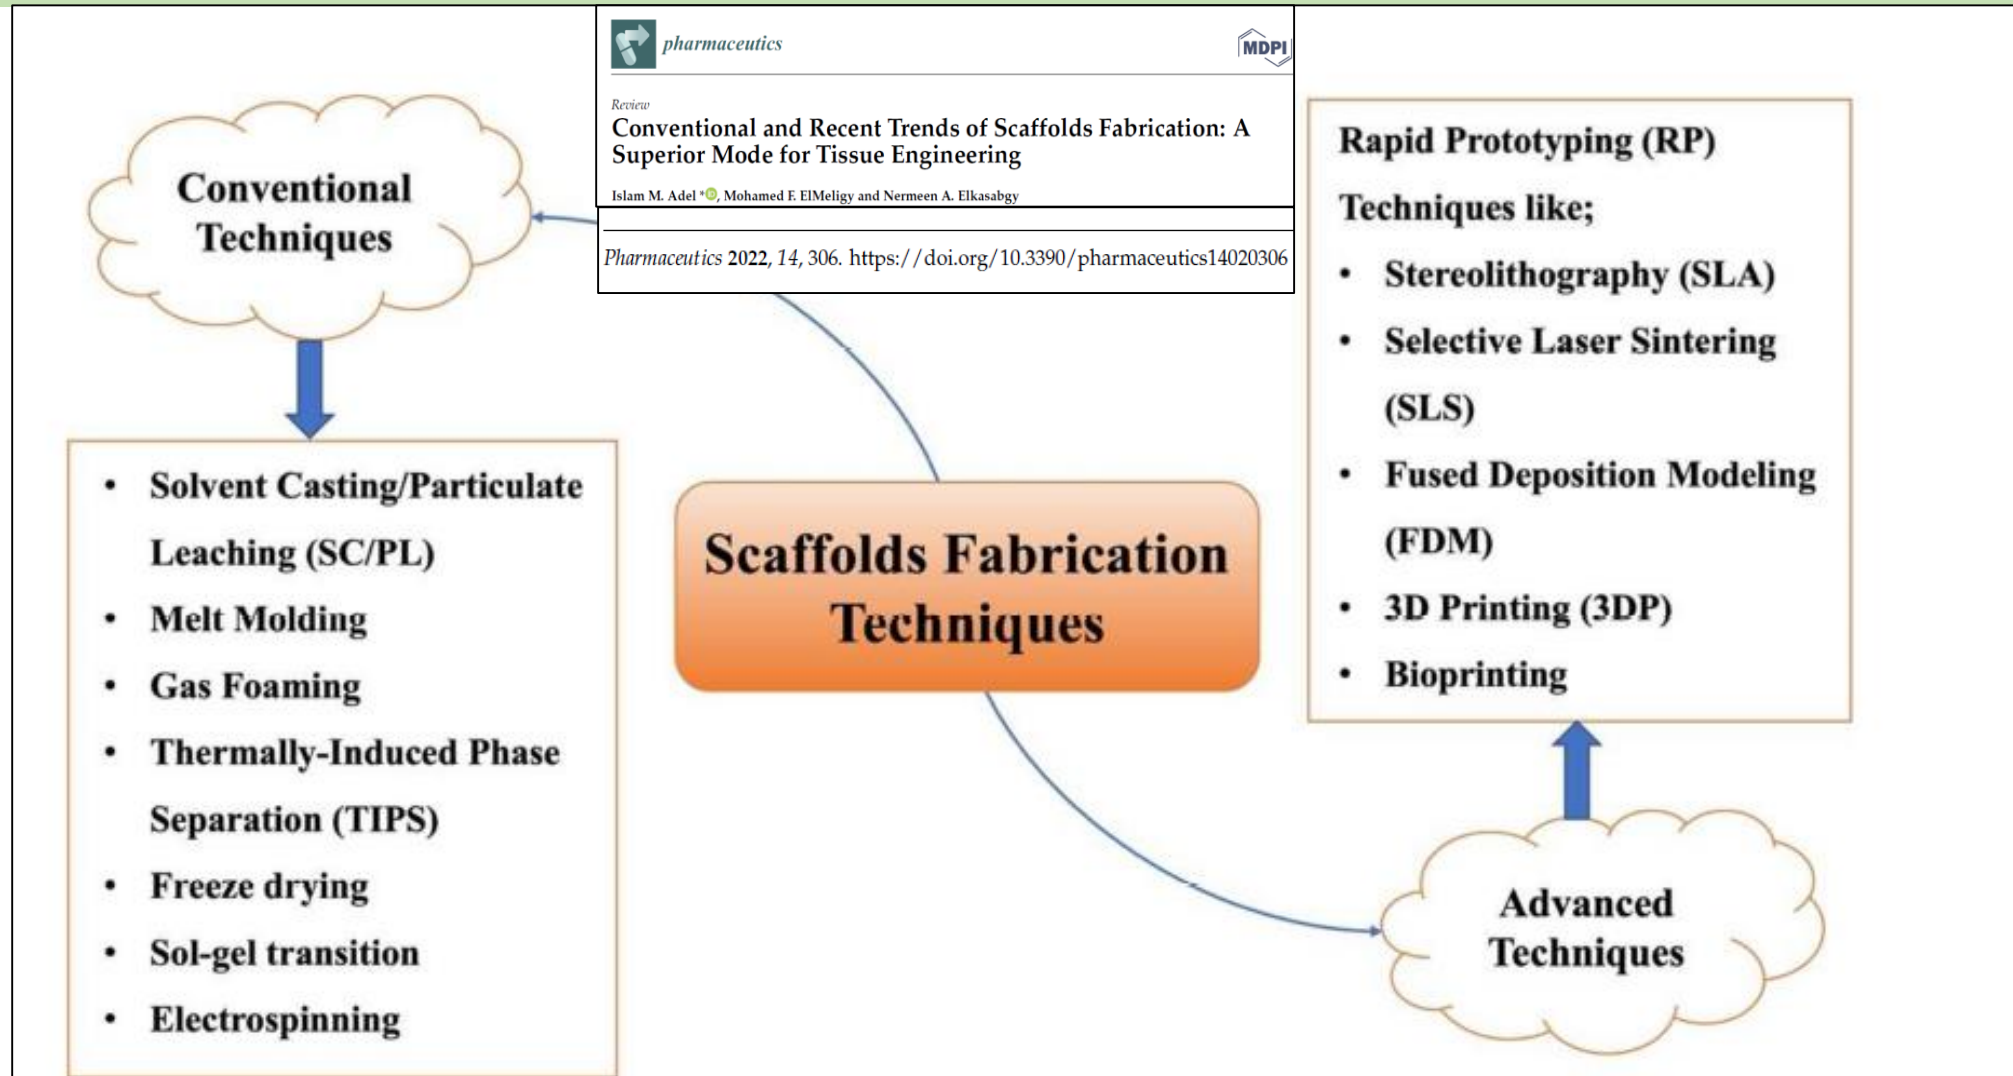 pharmaceutics
MDPI
Review
Conventional and Recent Trends of Scaffolds Fabrication: A
Superior Mode for Tissue Engineering
Islam M. Adel *, Mohamed F. ElMeligy and Nermeen A. Elkasabgy
Pharmaceutics 2022, 14, 306. https://doi.org/10.3390/pharmaceutics14020306
Conventional
Techniques
• Solvent Casting/Particulate
Leaching (SC/PL)
• Melt Molding
• Gas Foaming
• Thermally-Induced Phase
Separation (TIPS)
• Freeze drying
• Sol-gel transition
• Electrospinning
Scaffolds Fabrication
Techniques
Rapid Prototyping (RP)
Techniques like;
• Stereolithography (SLA)
• Selective Laser Sintering
(SLS)
• Fused Deposition Modeling
(FDM)
• 3D Printing (3DP)
• Bioprinting
Advanced
Techniques